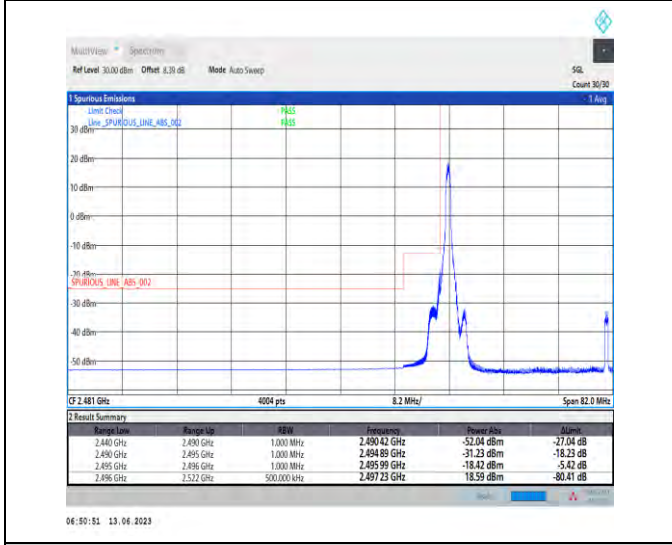 MultiView Spectrum
Ref Level 30.00 dBm Offset 8.39 dB Mode Auto Sweep SGL
Count 30/30
1 Spurious Emissions 1 Avg
Limit Check PASS
Line _SPURIOUS_LINE_ABS_002 PASS
30 dBm
20 dBm
10 dBm
0 dBm
-10 dBm
-20 dBm
SPURIOUS_LINE_ABS_002
-30 dBm
-40 dBm
-50 dBm
CF 2.481 GHz 4004 pts 8.2 MHz/ Span 82.0 MHz
2 Result Summary
Range Low Range Up RBW Frequency Power Abs ΔLimit
2.440 GHz 2.490 GHz 1.000 MHz 2.490 42 GHz -52.04 dBm -27.04 dB
2.490 GHz 2.495 GHz 1.000 MHz 2.494 89 GHz -31.23 dBm -18.23 dB
2.495 GHz 2.496 GHz 1.000 MHz 2.495 99 GHz -18.42 dBm -5.42 dB
2.496 GHz 2.522 GHz 500.000 kHz 2.497 23 GHz 18.59 dBm -80.41 dB
06:50:51 13.06.2023